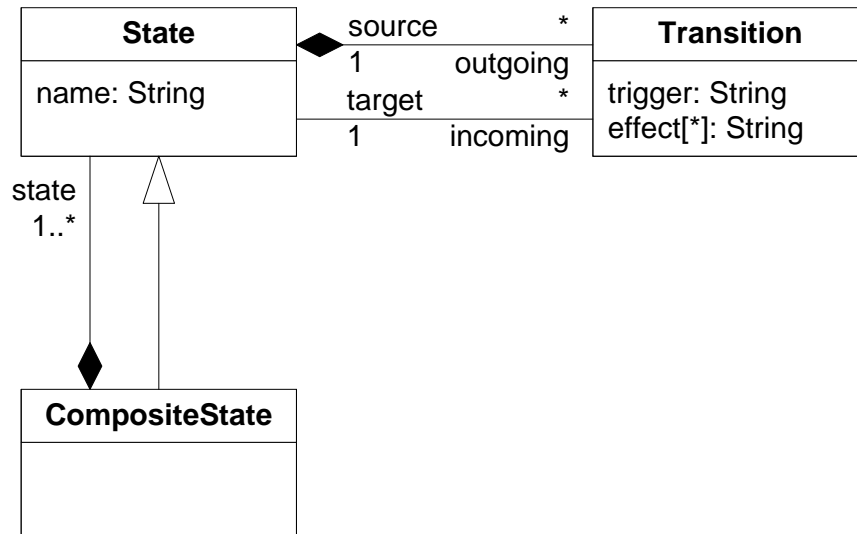 State
name: String
source
*
1
outgoing
target
*
1
incoming
Transition
trigger: String
effect[*]: String
state
1..*
CompositeState